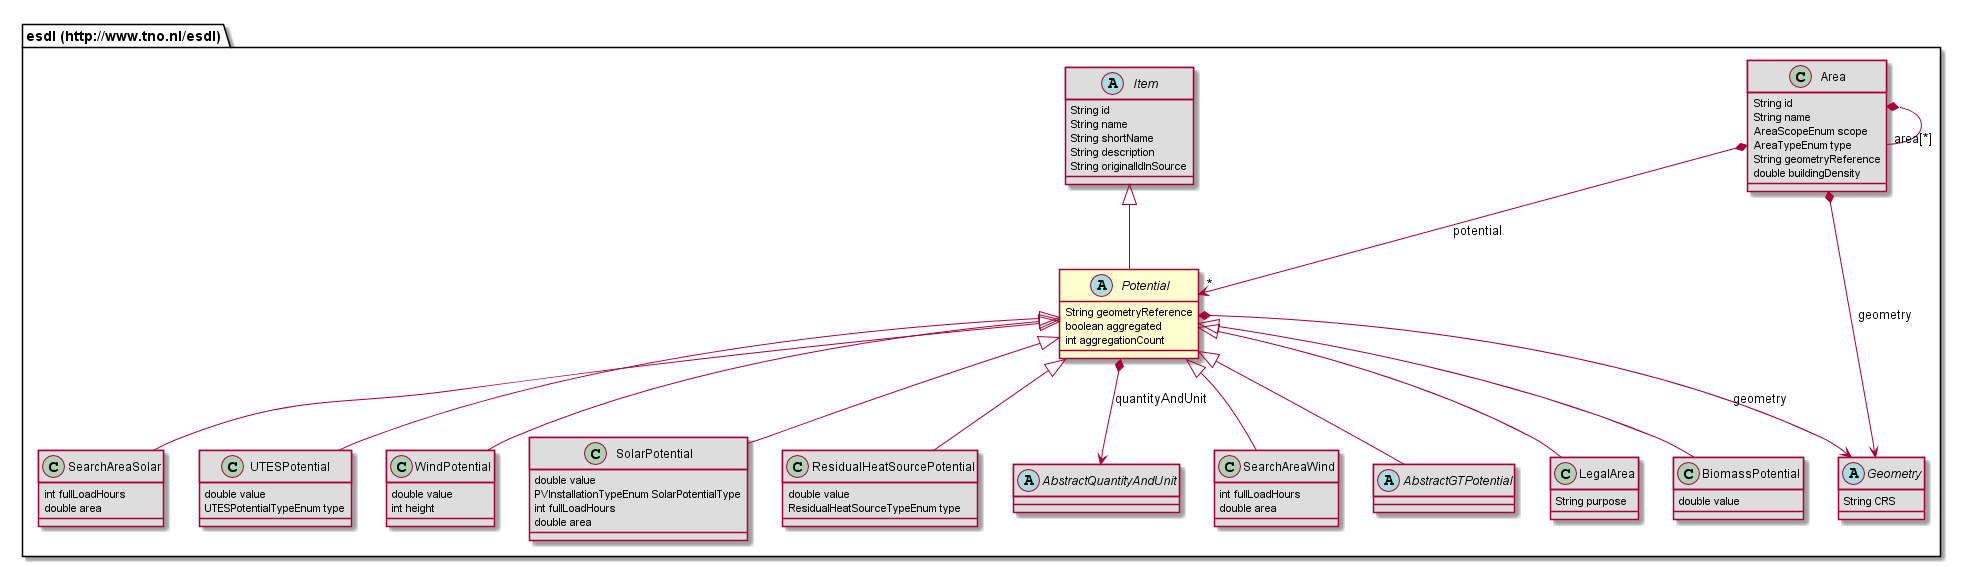 esdl (http://www.tno.nl/esdl)
A Item
String id
String name
String shortName
String description
String originalIdInSource
C Area
String id
String name
AreaScopeEnum scope
AreaTypeEnum type
String geometryReference
double buildingDensity
area[*]
potential
*
geometry
A Potential
String geometryReference
boolean aggregated
int aggregationCount
quantityAndUnit
geometry
C SearchAreaSolar
int fullLoadHours
double area
C UTESPotential
double value
UTESPotentialTypeEnum type
C WindPotential
double value
int height
C SolarPotential
double value
PVInstallationTypeEnum SolarPotentialType
int fullLoadHours
double area
C ResidualHeatSourcePotential
double value
ResidualHeatSourceTypeEnum type
A AbstractQuantityAndUnit
C SearchAreaWind
int fullLoadHours
double area
A AbstractGTPotential
C LegalArea
String purpose
C BiomassPotential
double value
A Geometry
String CRS